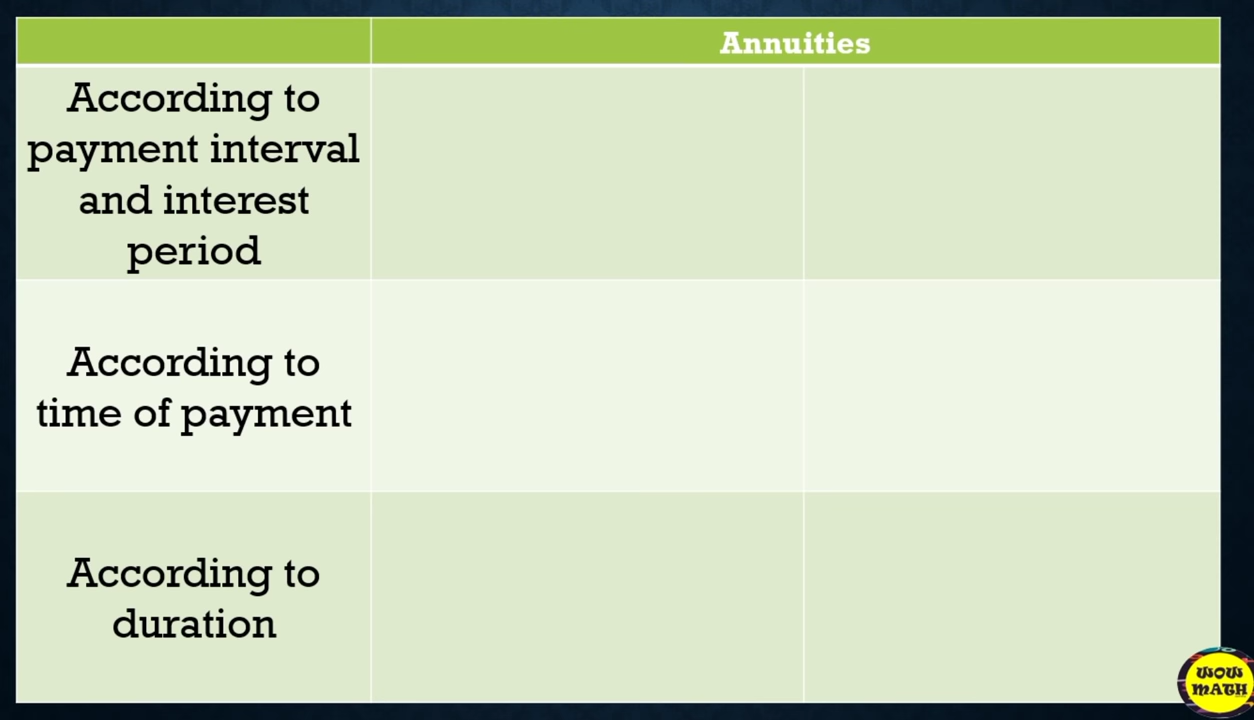 Annuities
According to
payment interval
and interest
period
According to
time of payment
According to
duration
WOW
MATH